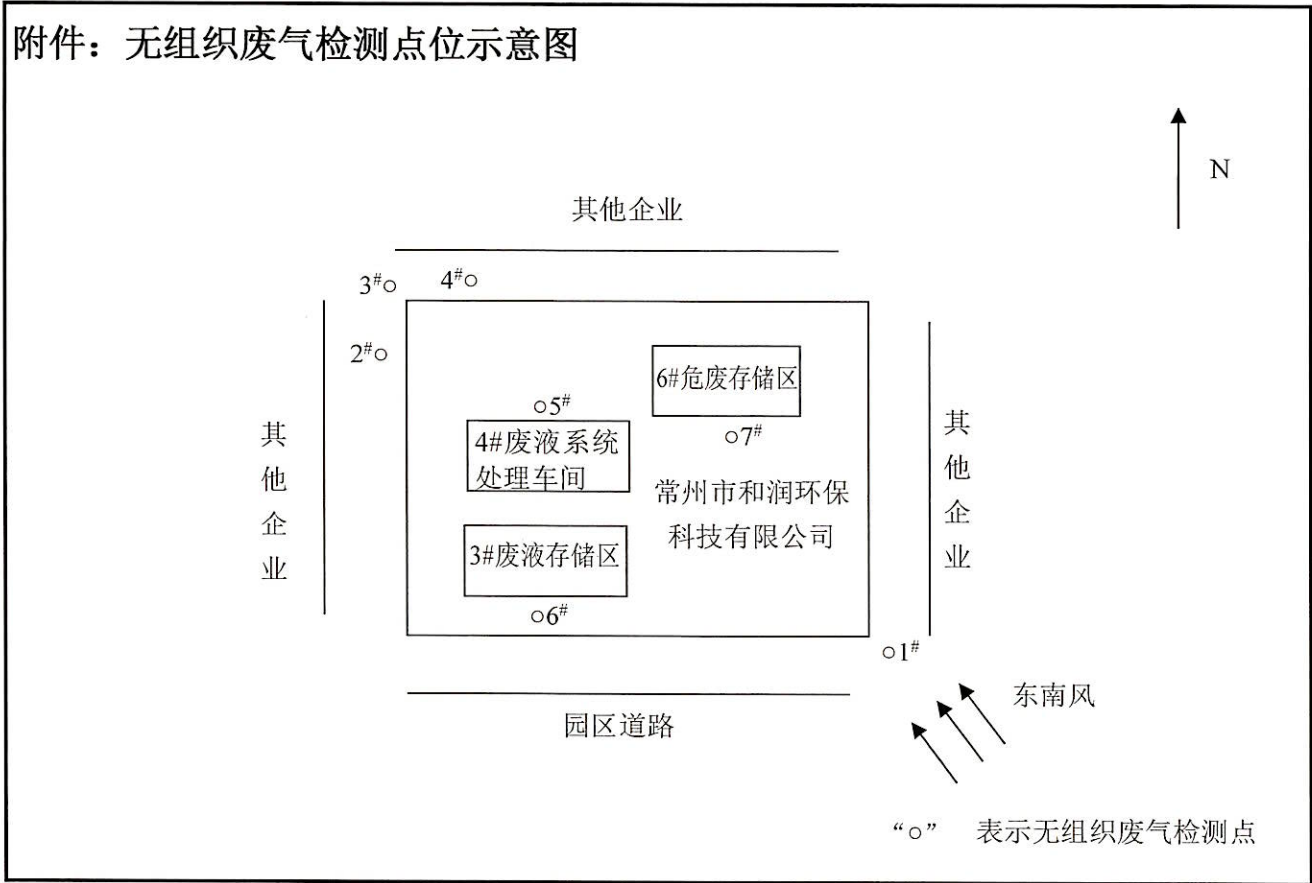 附件：无组织废气检测点位示意图
N
其他企业
3#○
4#○
2#○
6#危废存储区
○5#
○7#
4#废液系统
处理车间
其他企业
其他企业
常州市和润环保
科技有限公司
3#废液存储区
○6#
○1#
东南风
园区道路
“○” 表示无组织废气检测点